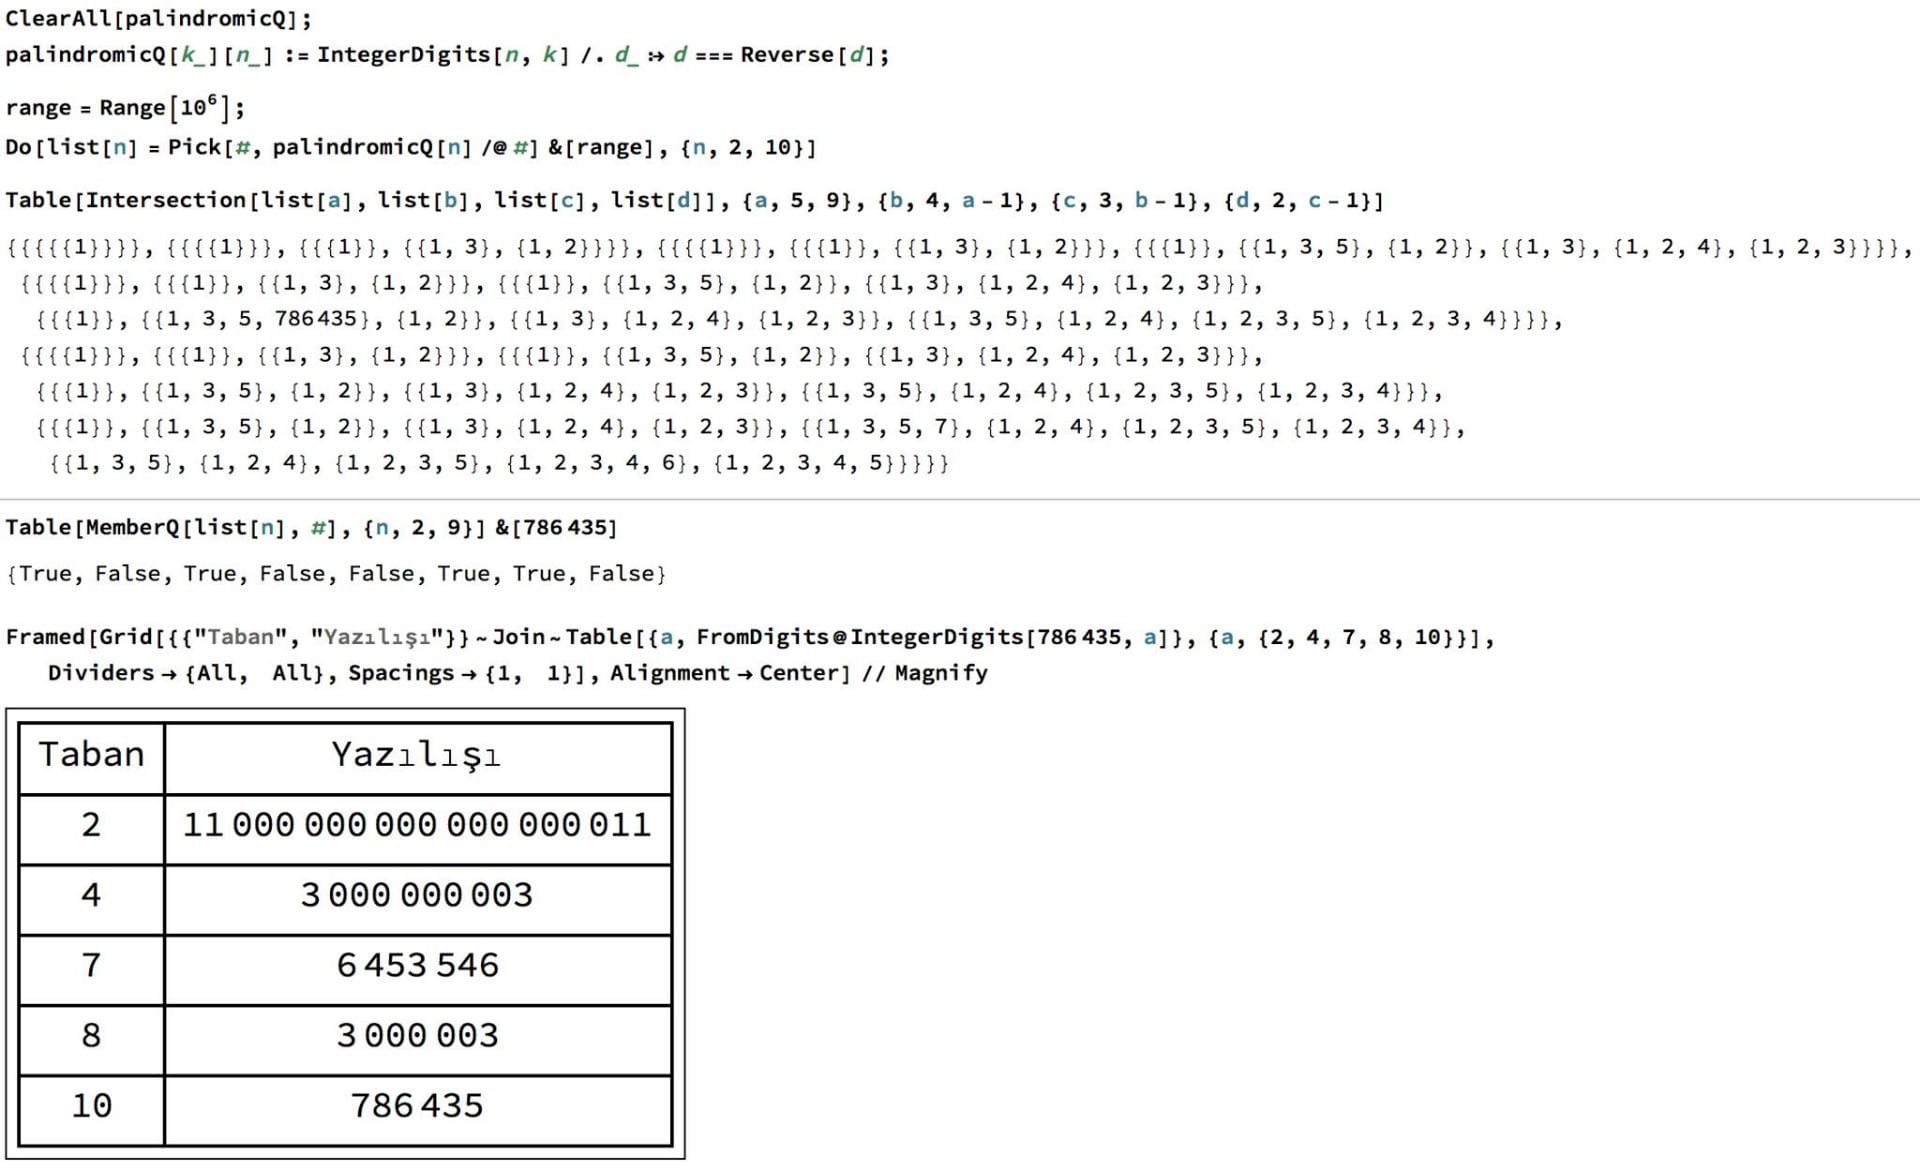 ClearAll[palindromicQ];
palindromicQ[k_][n_] := IntegerDigits[n, k] /. d_ :→ d === Reverse[d];
range = Range[10⁶];
Do[list[n] = Pick[#, palindromicQ[n] /@ #] &[range], {n, 2, 10}]
Table[Intersection[list[a], list[b], list[c], list[d]], {a, 5, 9}, {b, 4, a - 1}, {c, 3, b - 1}, {d, 2, c - 1}]
{{{{{1}}}}, {{{{1}}}, {{{1}}, {{1, 3}, {1, 2}}}}, {{{{1}}}, {{{1}}, {{1, 3}, {1, 2}}}, {{{1}}, {{1, 3, 5}, {1, 2}}, {{1, 3}, {1, 2, 4}, {1, 2, 3}}}},
{{{{1}}}, {{{1}}, {{1, 3}, {1, 2}}}, {{{1}}, {{1, 3, 5}, {1, 2}}, {{1, 3}, {1, 2, 4}, {1, 2, 3}}},
{{{1}}, {{1, 3, 5, 786435}, {1, 2}}, {{1, 3}, {1, 2, 4}, {1, 2, 3}}, {{1, 3, 5}, {1, 2, 4}, {1, 2, 3, 5}, {1, 2, 3, 4}}}},
{{{{1}}}, {{{1}}, {{1, 3}, {1, 2}}}, {{{1}}, {{1, 3, 5}, {1, 2}}, {{1, 3}, {1, 2, 4}, {1, 2, 3}}},
{{{1}}, {{1, 3, 5}, {1, 2}}, {{1, 3}, {1, 2, 4}, {1, 2, 3}}, {{1, 3, 5}, {1, 2, 4}, {1, 2, 3, 5}, {1, 2, 3, 4}}},
{{{1}}, {{1, 3, 5}, {1, 2}}, {{1, 3}, {1, 2, 4}, {1, 2, 3}}, {{1, 3, 5, 7}, {1, 2, 4}, {1, 2, 3, 5}, {1, 2, 3, 4}},
{{1, 3, 5}, {1, 2, 4}, {1, 2, 3, 5}, {1, 2, 3, 4, 6}, {1, 2, 3, 4, 5}}}}}
Table[MemberQ[list[n], #], {n, 2, 9}] &[786 435]
{True, False, True, False, False, True, True, False}
Framed[Grid[{{"Taban", "Yazılışı"}} ~ Join ~ Table[{a, FromDigits@IntegerDigits[786 435, a]}, {a, {2, 4, 7, 8, 10}}],
Dividers → {All, All}, Spacings → {1, 1}], Alignment → Center] // Magnify
Taban Yazılışı
2 11 000 000 000 000 000 011
4 3 000 000 003
7 6 453 546
8 3 000 003
10 786 435